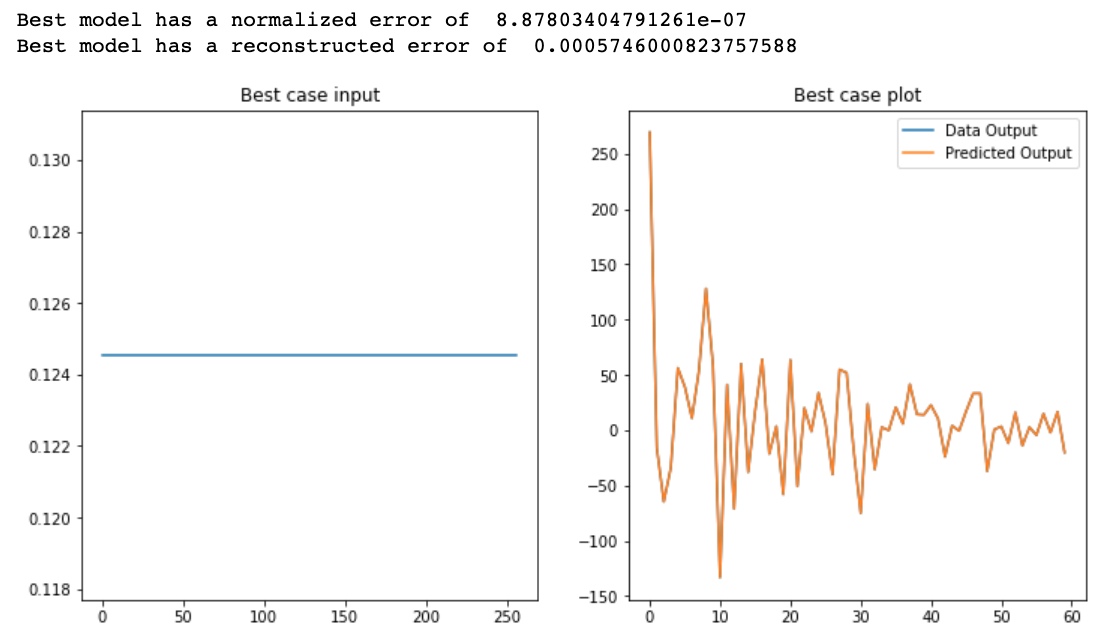 Best model has a normalized error of  8.87803404791261e-07
Best model has a reconstructed error of  0.0005746000823757588
Best case input
0.130
0.128
0.126
0.124
0.122
0.120
0.118
0 50 100 150 200 250
Best case plot
Data Output
Predicted Output
250
200
150
100
50
0
−50
−100
−150
0 10 20 30 40 50 60